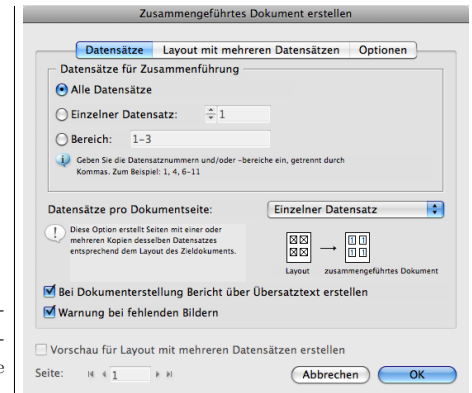 Zusammengeführtes Dokument erstellen
Datensätze Layout mit mehreren Datensätzen Optionen
Datensätze für Zusammenführung
Alle Datensätze
Einzelner Datensatz: 1
Bereich: 1-3
Geben Sie die Datensatznummern und/oder -bereiche ein, getrennt durch
Kommas. Zum Beispiel: 1, 4, 6-11
Datensätze pro Dokumentseite: Einzelner Datensatz
Diese Option erstellt Seiten mit einer oder
mehreren Kopien desselben Datensatzes
entsprechend dem Layout des Zieldokuments.
1 1
1 1
Layout zusammengeführtes Dokument
Bei Dokumenterstellung Bericht über Übersatztext erstellen
Warnung bei fehlenden Bildern
-
-
e
Vorschau für Layout mit mehreren Datensätzen erstellen
Seite: 1
Abbrechen OK